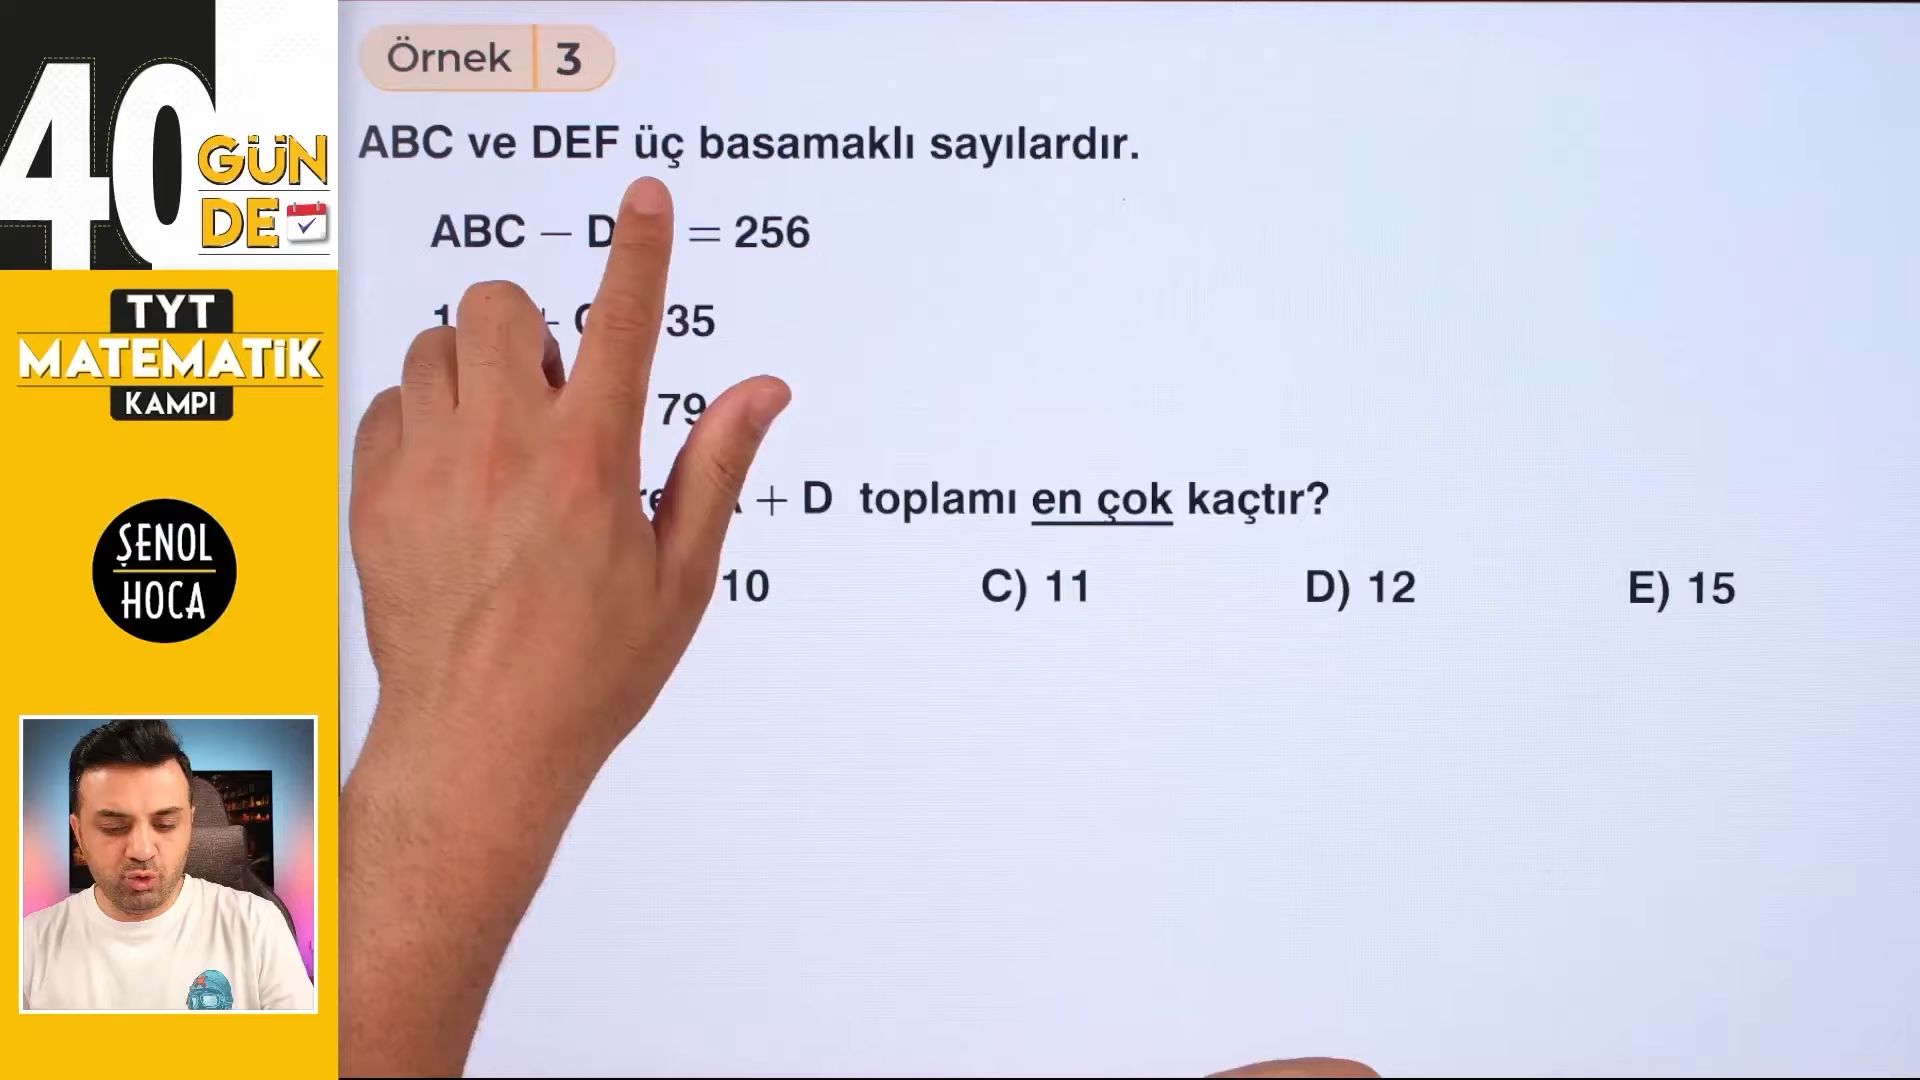 40
GÜN
DE
TYT
MATEMATİK
KAMPI
ŞENOL
HOCA
Örnek 3
ABC ve DEF üç basamaklı sayılardır.
ABC – D = 256
1 + 35
79
+ D toplamı en çok kaçtır?
10
C) 11
D) 12
E) 15